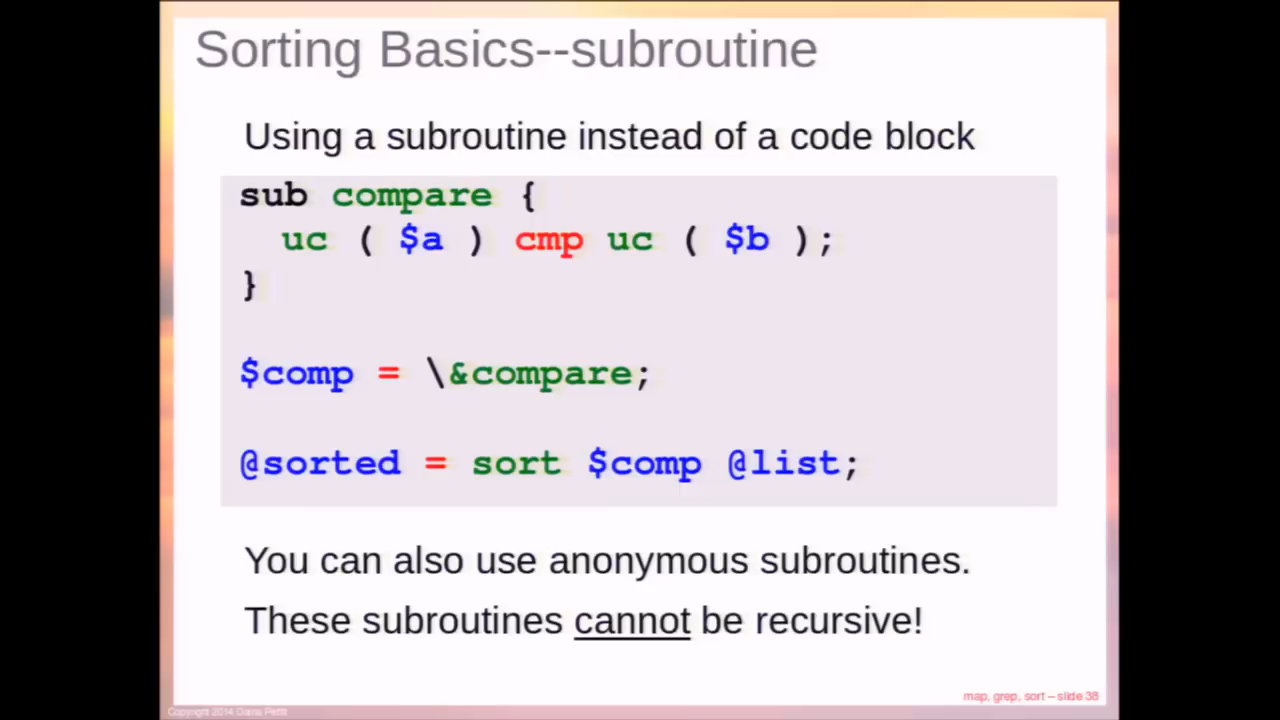 Sorting Basics--subroutine
Using a subroutine instead of a code block
sub compare {
  uc ( $a ) cmp uc ( $b );
}
$comp = \&compare;
@sorted = sort $comp @list;
You can also use anonymous subroutines.
These subroutines cannot be recursive!
map, grep, sort – slide 38
Copyright 2014 Dana Pettit